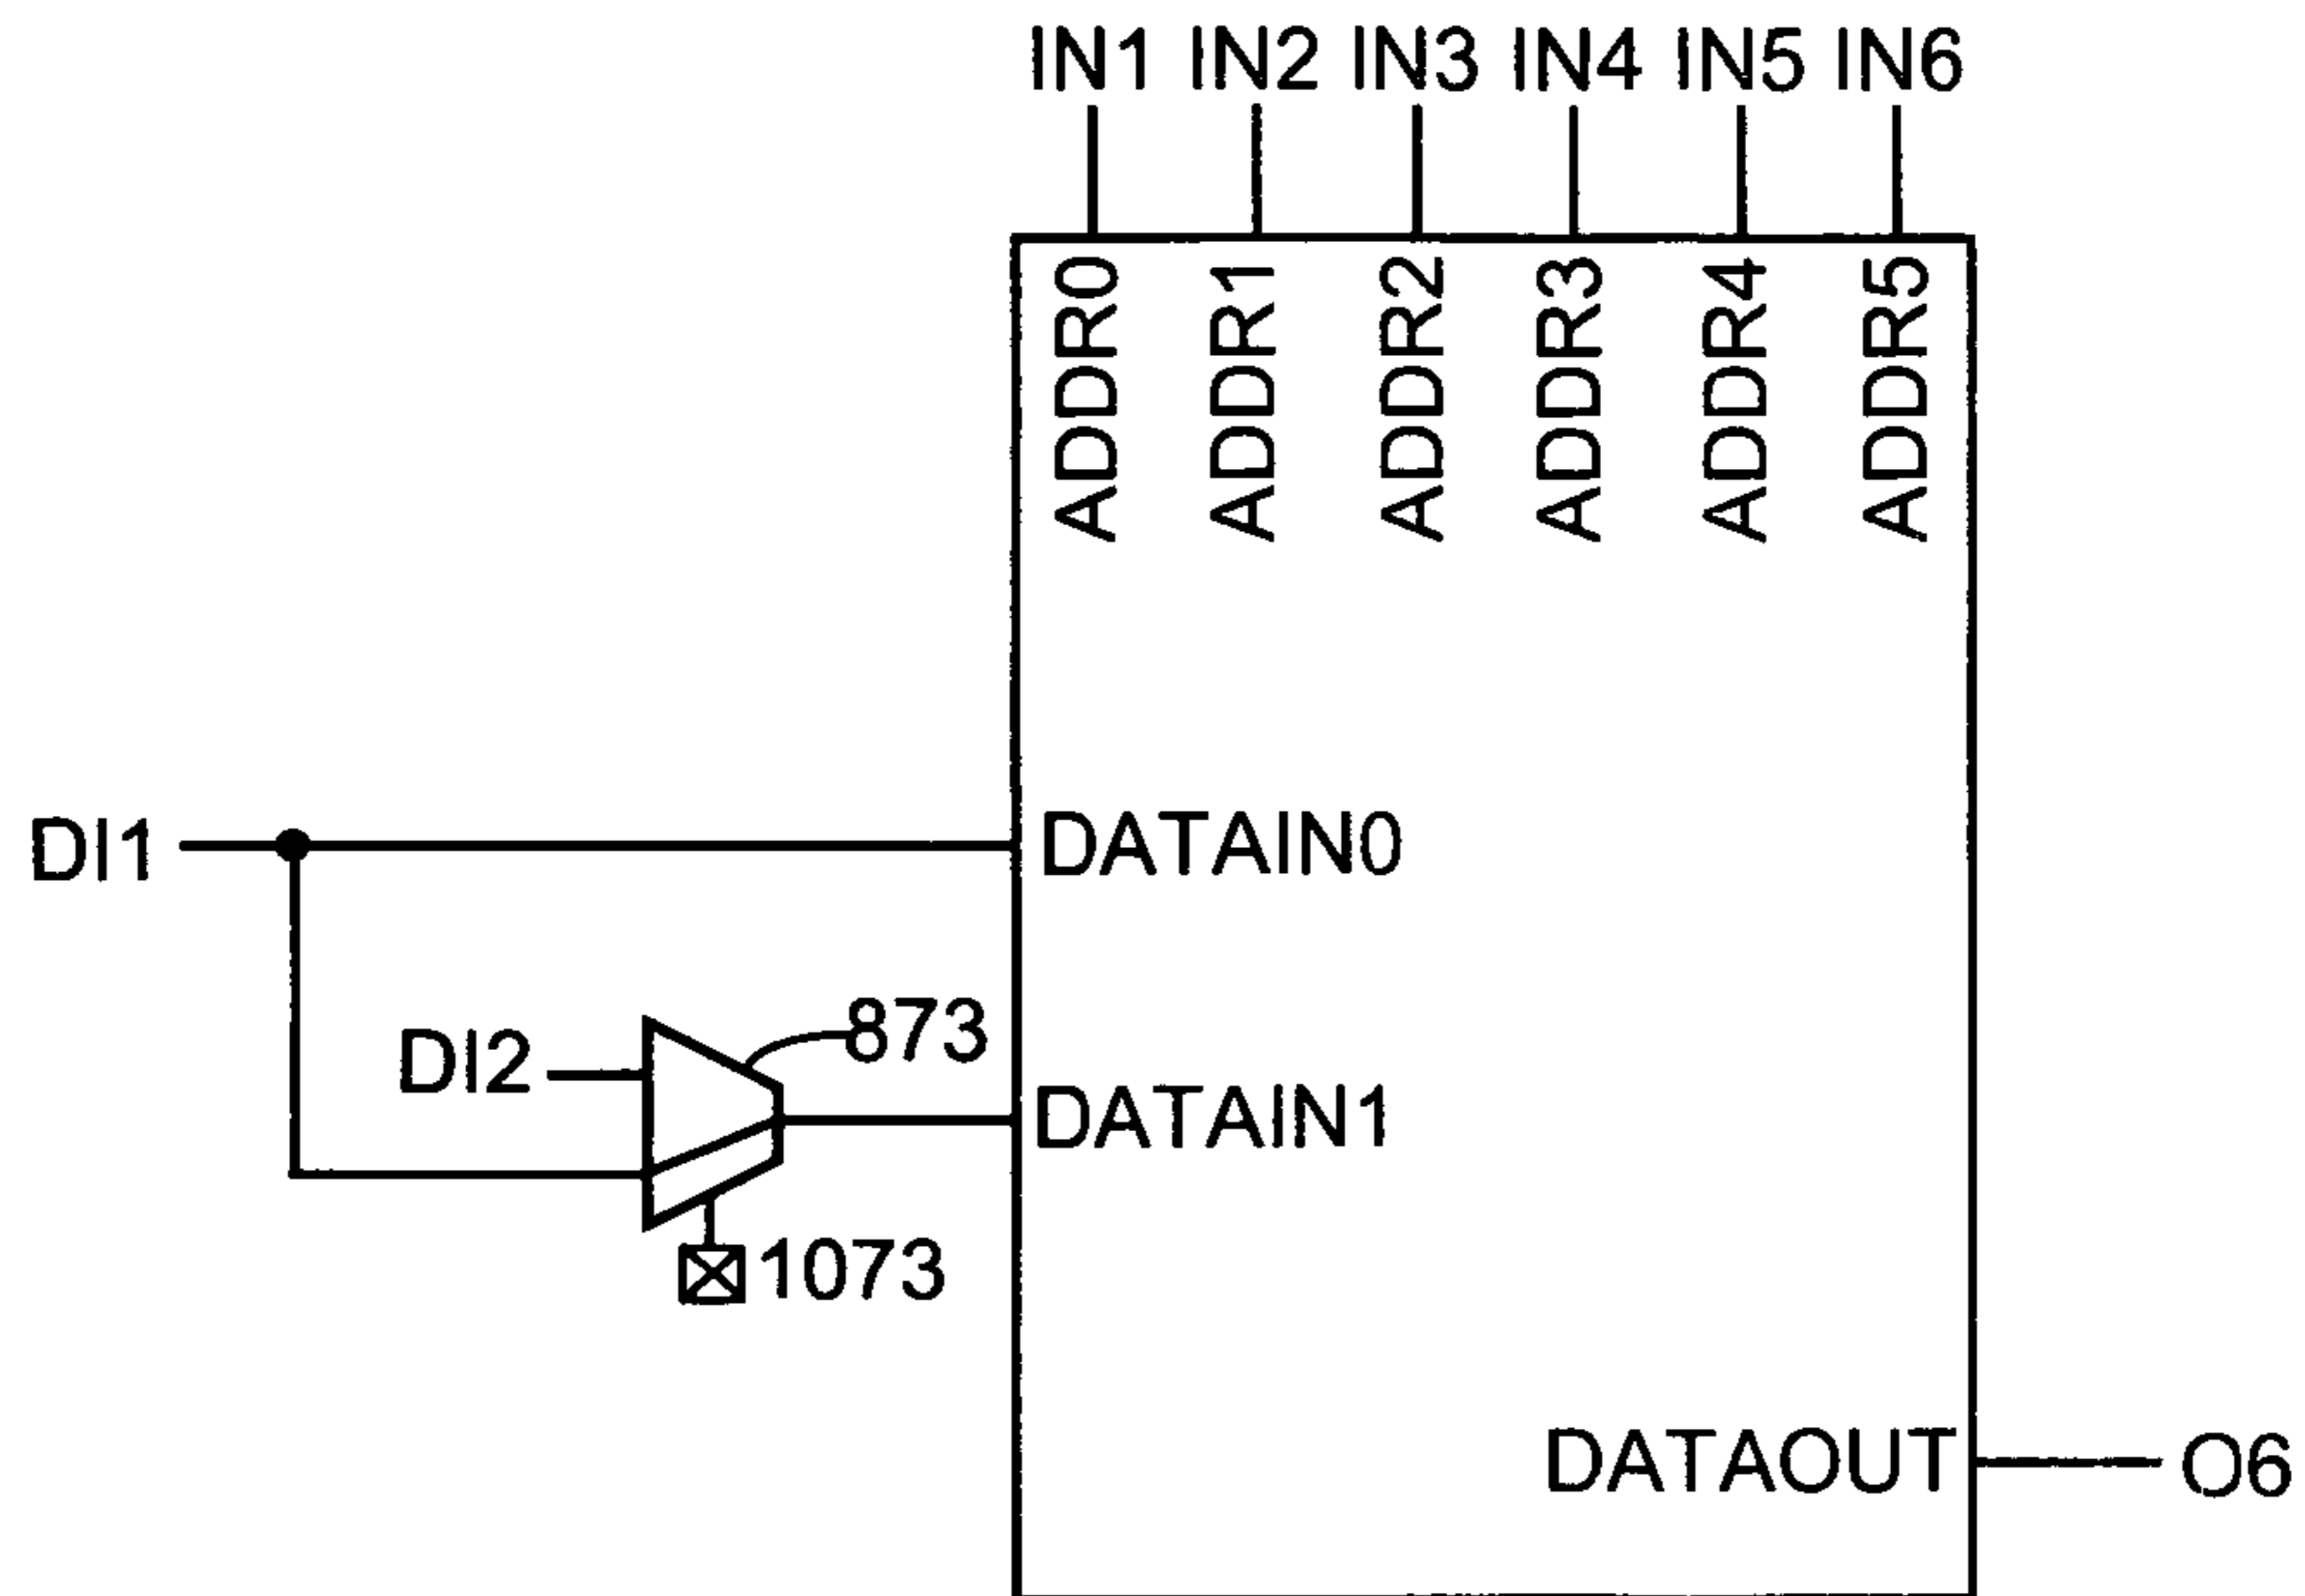 IN1 IN2 IN3 IN4 IN5 IN6
ADDR0 ADDR1 ADDR2 ADDR3 ADDR4 ADDR5
DI1 DATAIN0
873
DI2 DATAIN1
1073
DATAOUT O6